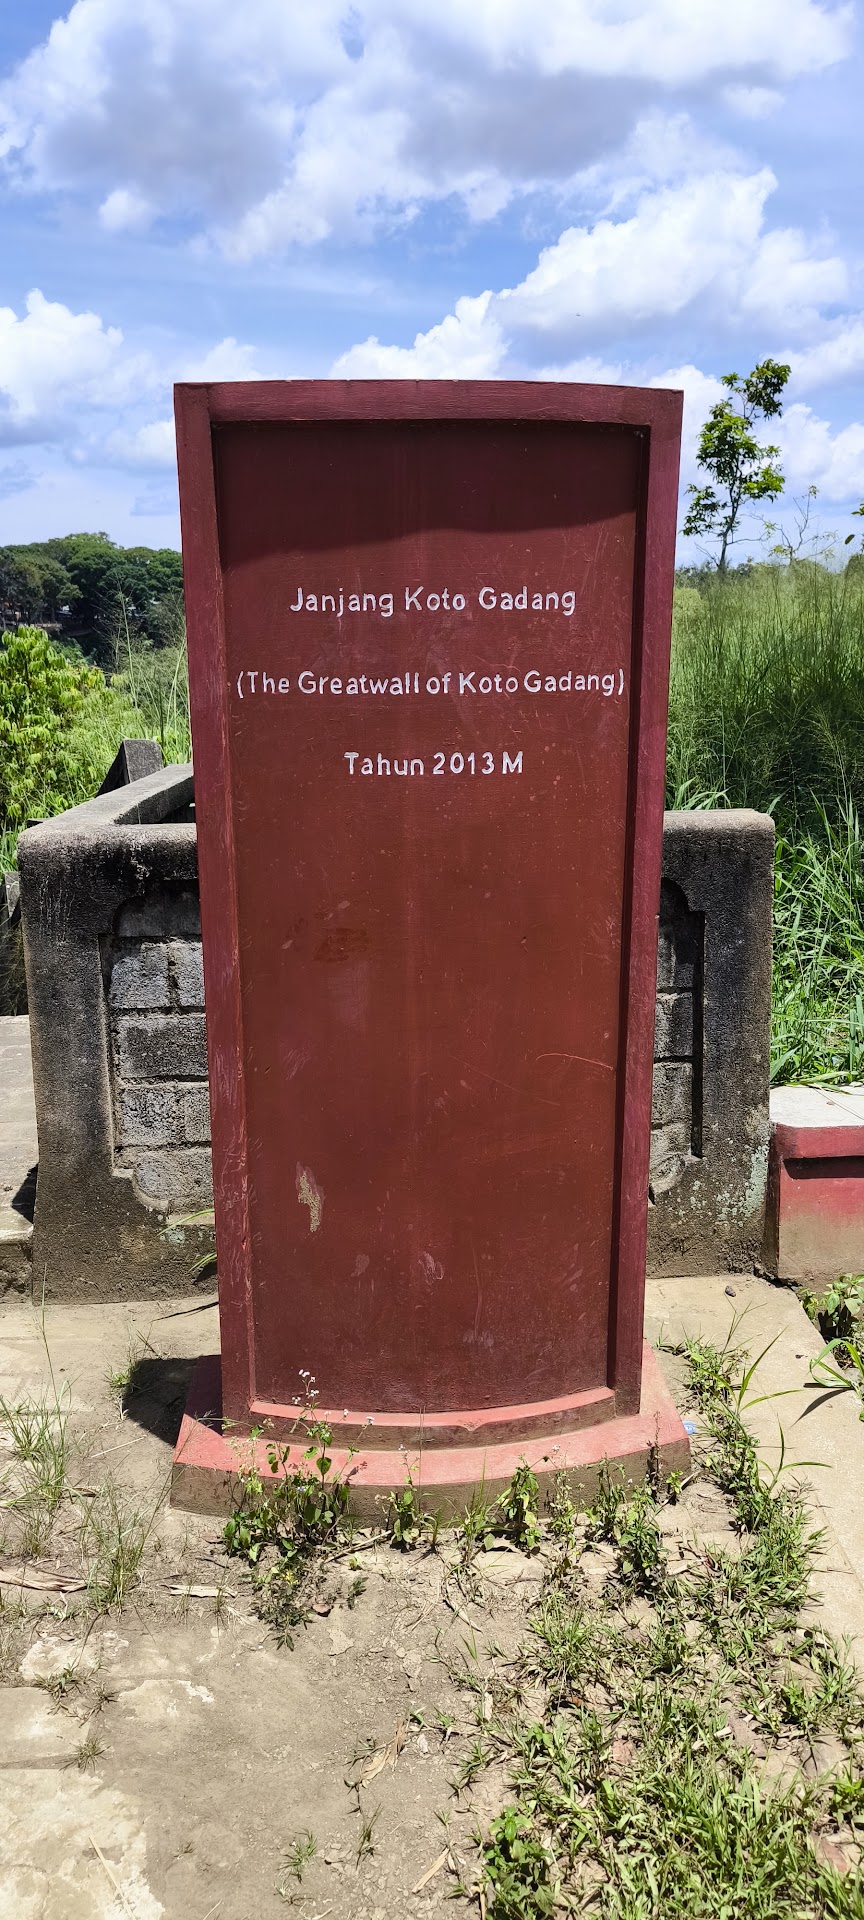 Janjang Koto Gadang
(The Greatwall of Koto Gadang)
Tahun 2013 M